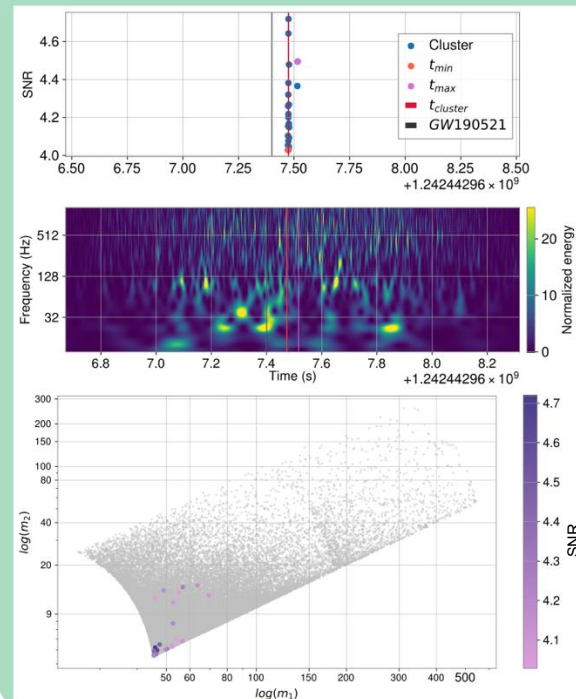 4.6
4.4
4.2
4.0
SNR
Cluster
t_min
t_max
t_cluster
GW190521
6.50 6.75 7.00 7.25 7.50 7.75 8.00 8.25 8.50
+1.24244296 × 10^9
512
128
32
Frequency (Hz)
20
10
0
Normalized energy
6.8 7.0 7.2 7.4 7.6 7.8 8.0 8.2
Time (s)
+1.24244296 × 10^9
300
200
150
100
80
40
20
9
log(m_2)
50 60 80 100 150 200 300 400 500
log(m_1)
4.7
4.6
4.5
4.4
4.3
4.2
4.1
SNR